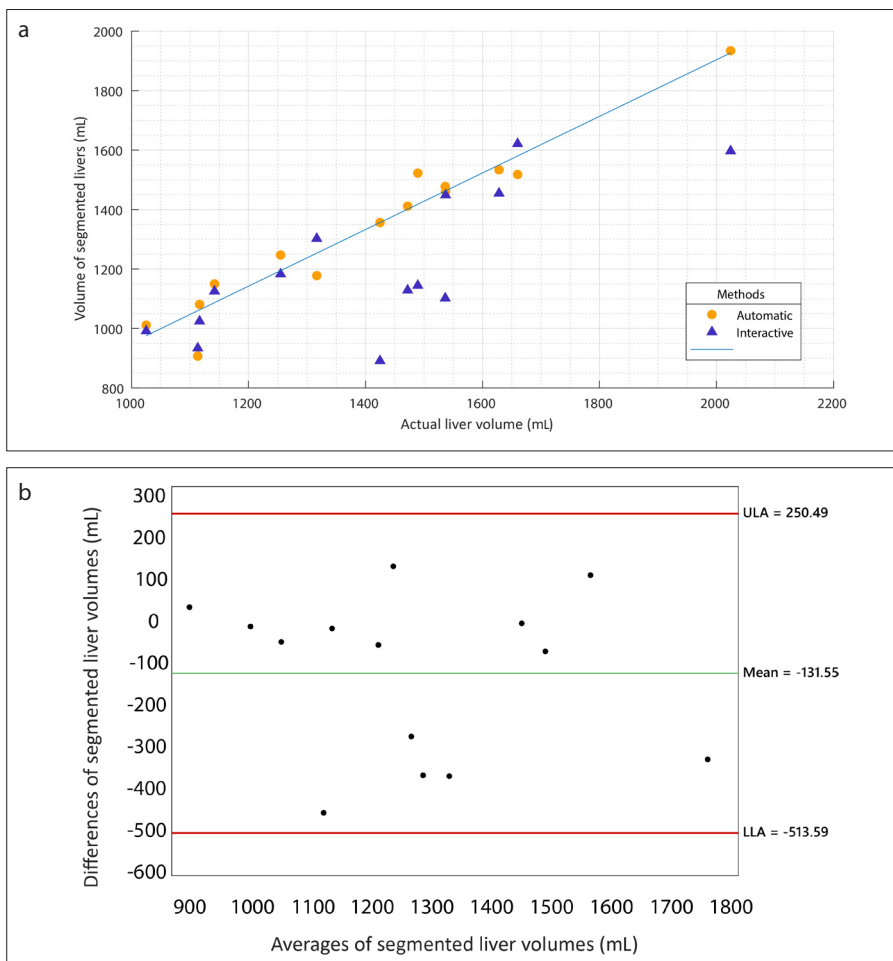 a
2000
1800
1600
1400
1200
1000
800
Volume of segmented livers (mL)
1000
1200
1400
1600
1800
2000
2200
Actual liver volume (mL)
Methods
Automatic
Interactive
b
300
200
100
0
-100
-200
-300
-400
-500
-600
Differences of segmented liver volumes (mL)
ULA = 250.49
Mean = -131.55
LLA = -513.59
900
1000
1100
1200
1300
1400
1500
1600
1700
1800
Averages of segmented liver volumes (mL)